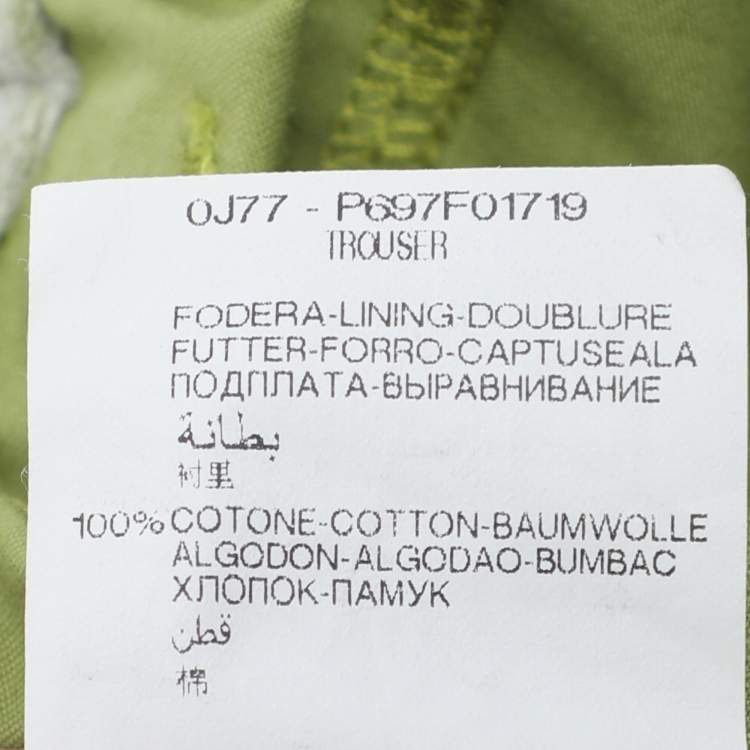 0J77 - P697F01719
TROUSER
FODERA-LINING-DOUBLURE
FUTTER-FORRO-CAPTUSEALA
ПОДПЛАТА-ВЫРАВНИВАНИЕ
بطانة
衬里
100% COTONE-COTTON-BAUMWOLLE
ALGODON-ALGODAO-BUMBAC
ХЛОПОК-ПАМУК
قطن
棉